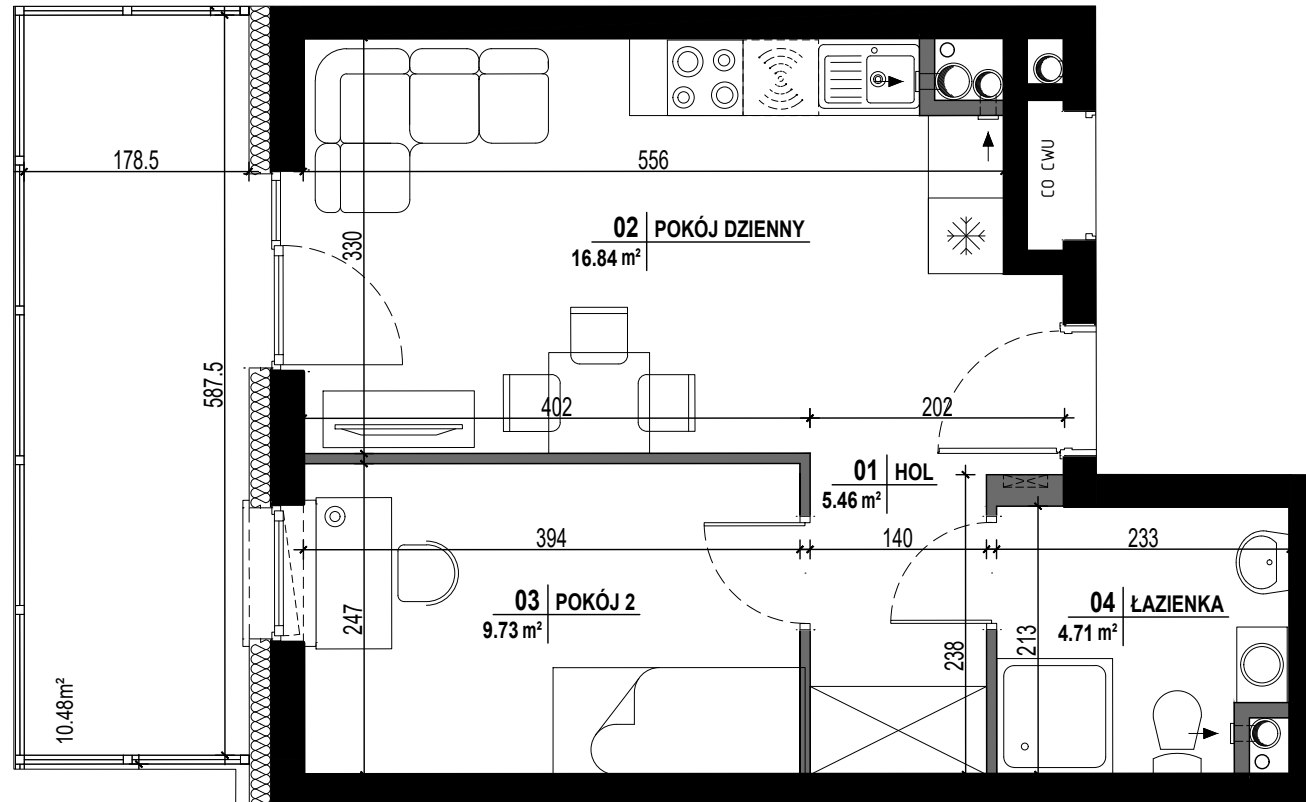 178.5
556
CO CWU
02 POKÓJ DZIENNY
16.84 m²
330
587.5
402
202
01 HOL
5.46 m²
394
140
233
03 POKÓJ 2
9.73 m²
04 ŁAZIENKA
4.71 m²
247
238
213
10.48m²